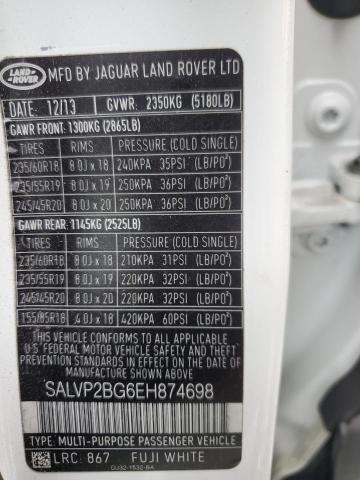 LAND ROVER
MFD BY JAGUAR LAND ROVER LTD
DATE: 12/13 GVWR: 2350KG (5180LB)
GAWR FRONT: 1300KG (2865LB)
TIRES RIMS PRESSURE (COLD SINGLE)
235/60R18 8.0J x 18 240KPA 35PSI (LB/PO²)
235/55R19 8.0J x 19 250KPA 36PSI (LB/PO²)
245/45R20 8.0J x 20 250KPA 36PSI (LB/PO²)
GAWR REAR: 1145KG (2525LB)
TIRES RIMS PRESSURE (COLD SINGLE)
235/60R18 8.0J x 18 210KPA 31PSI (LB/PO²)
235/55R19 8.0J x 19 220KPA 32PSI (LB/PO²)
245/45R20 8.0J x 20 220KPA 32PSI (LB/PO²)
155/85R18 4.0J x 18 420KPA 60PSI (LB/PO²)
THIS VEHICLE CONFORMS TO ALL APPLICABLE
U.S. FEDERAL MOTOR VEHICLE SAFETY, BUMPER AND THEFT
PREVENTION STANDARDS IN EFFECT ON THE DATE OF MANUFACTURE SHOWN ABOVE
SALVP2BG6EH874698
TYPE: MULTI-PURPOSE PASSENGER VEHICLE
LRC: 867 FUJI WHITE